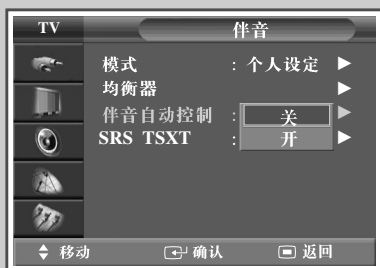 TV 伴音
模式 : 个人设定 ▶
均衡器 ▶
伴音自动控制 : 关 ▶
SRS TSXT : 开 ▶
移动 确认 返回